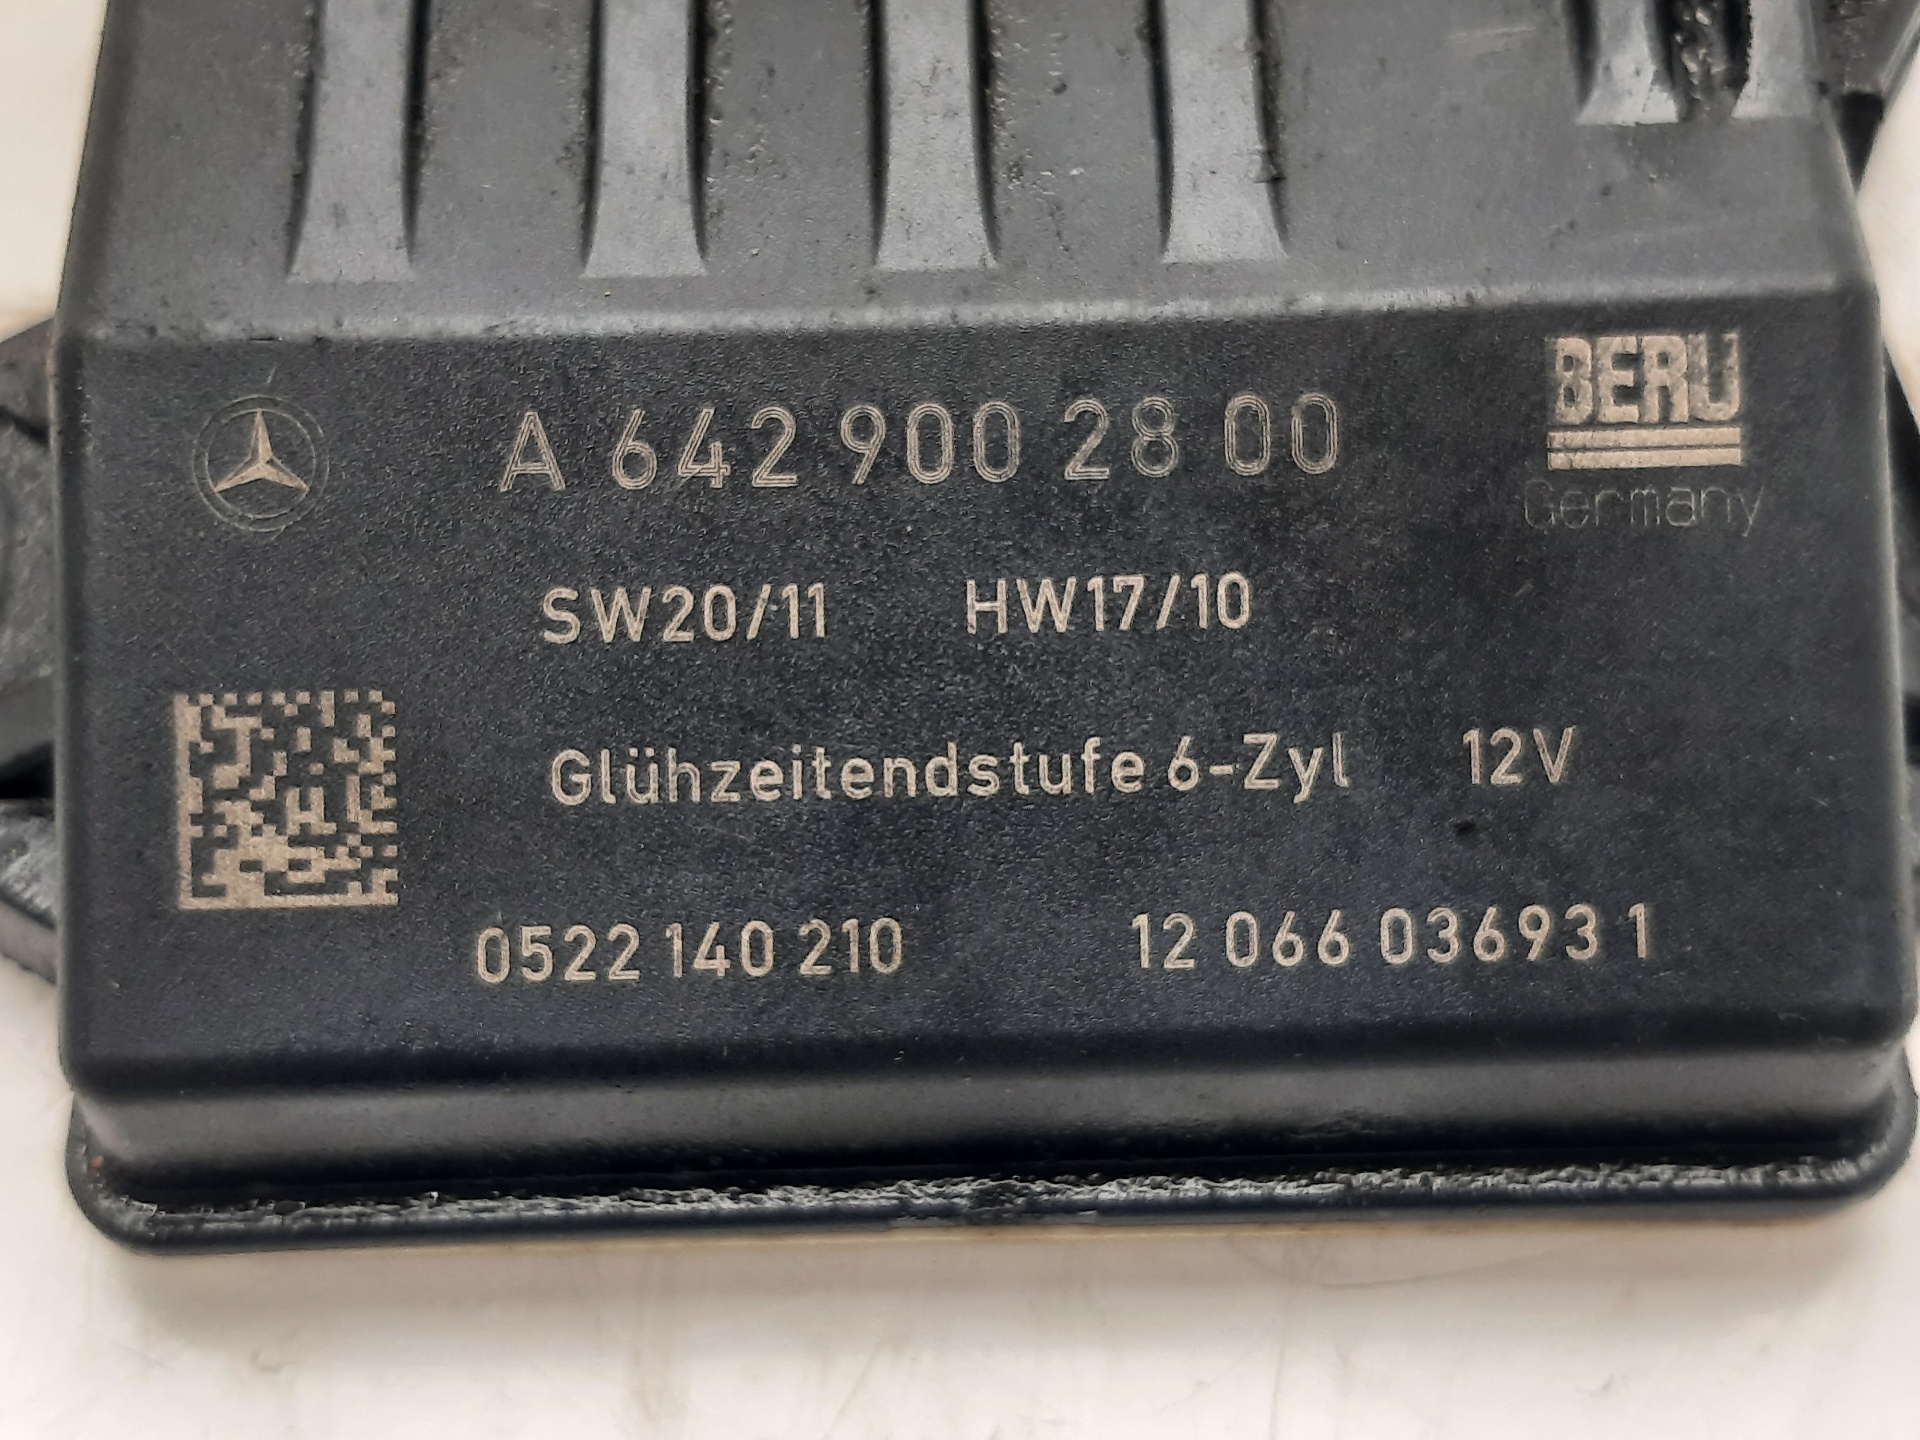 A 642 900 28 00
BERU
Germany
SW20/11 HW17/10
Glühzeitendstufe 6-Zyl 12V
0522 140 210 12 066 03693 1